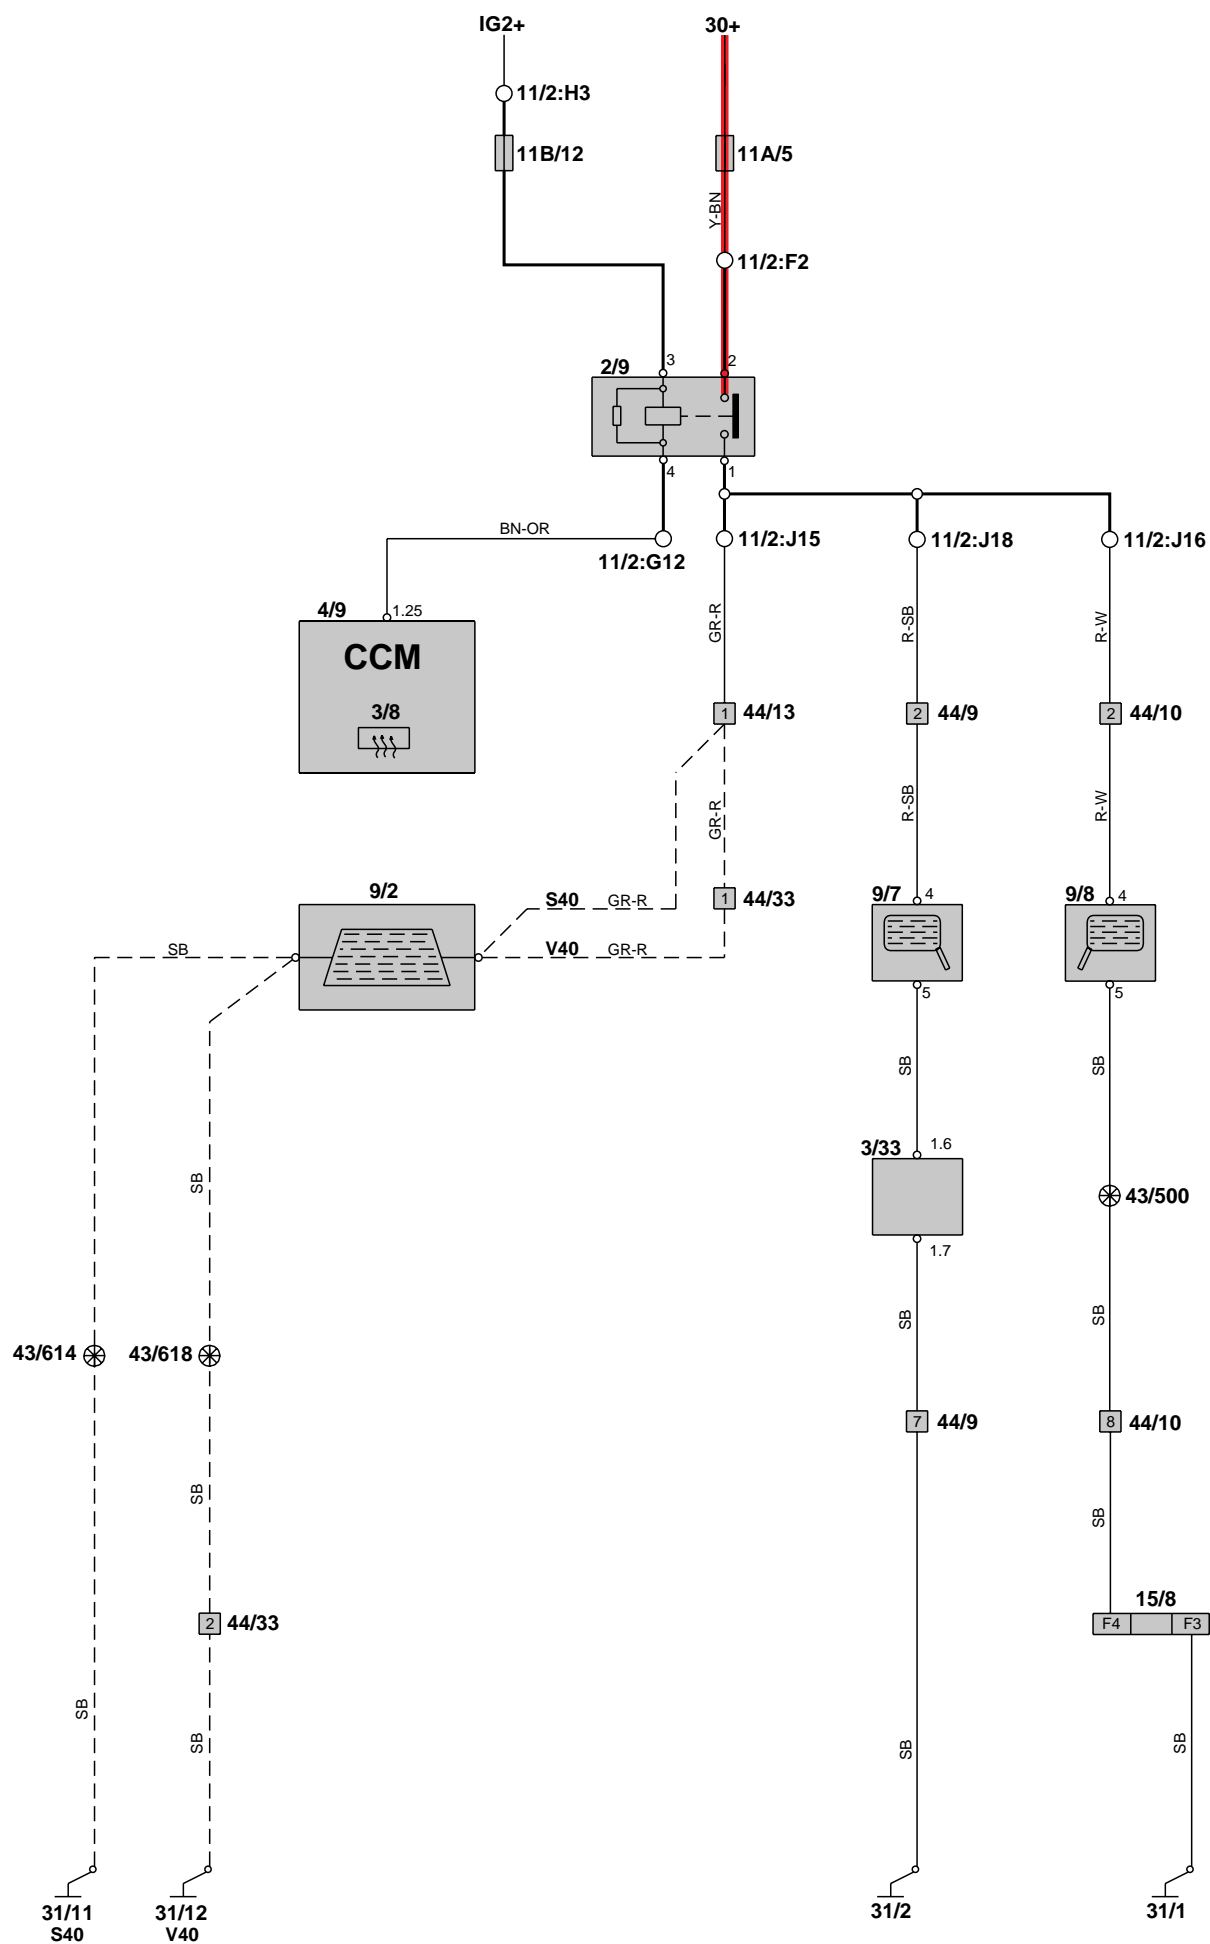 IG2+ 30+
11/2:H3
11B/12 11A/5
Y-BN
11/2:F2
2/9 3 2
4 1
BN-OR
11/2:G12 11/2:J15 11/2:J18 11/2:J16
4/9 1.25
GR-R R-SB R-W
CCM
3/8
1 44/13 2 44/9 2 44/10
GR-R R-SB R-W
9/2 S40 GR-R 1 44/33 9/7 4 9/8 4
SB V40 GR-R
5 5
SB SB
3/33 1.6
SB
43/500
1.7
SB SB
43/614 43/618
7 44/9 8 44/10
SB SB
15/8
2 44/33 F4 F3
SB SB SB SB
31/11 31/12 31/2 31/1
S40 V40